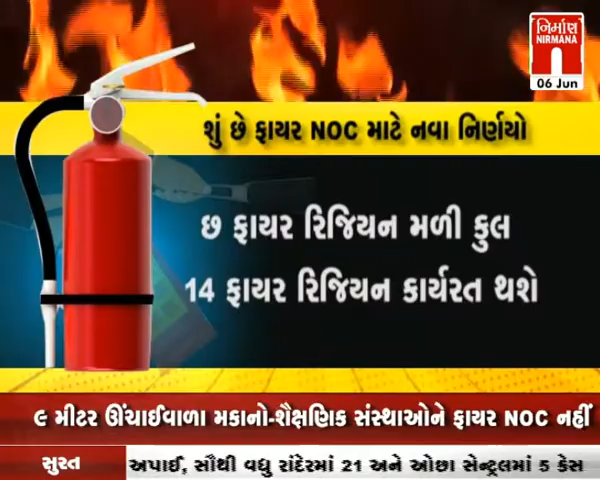 નિર્માણ
NIRMANA
06 Jun
શું છે ફાયર NOC માટે નવા નિર્ણયો
છ ફાયર રિજિયન મળી કુલ
14 ફાયર રિજિયન કાર્યરત થશે
૯ મીટર ઊંચાઈવાળા મકાનો-શૈક્ષણિક સંસ્થાઓને ફાયર NOC નહીં
સુરત અપાઈ, સૌથી વધુ રાંદેરમાં 21 અને ઓછા સેન્ટ્રલમાં 5 કેસ